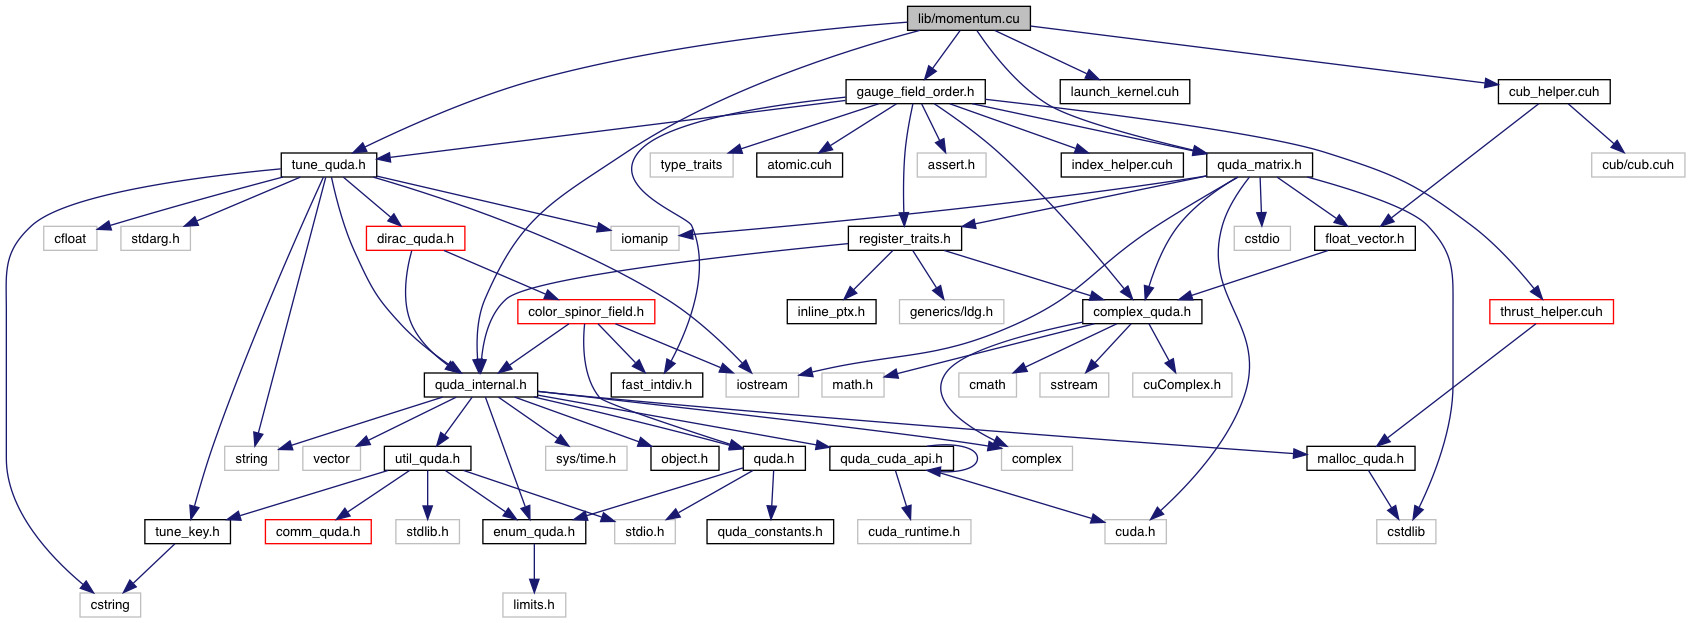 lib/momentum.cu
gauge_field_order.h
launch_kernel.cuh
cub_helper.cuh
tune_quda.h
type_traits
atomic.cuh
assert.h
index_helper.cuh
quda_matrix.h
cub/cub.cuh
cfloat
stdarg.h
dirac_quda.h
iomanip
register_traits.h
cstdio
float_vector.h
color_spinor_field.h
inline_ptx.h
generics/ldg.h
complex_quda.h
thrust_helper.cuh
quda_internal.h
fast_intdiv.h
iostream
math.h
cmath
sstream
cuComplex.h
string
vector
util_quda.h
sys/time.h
object.h
quda.h
quda_cuda_api.h
complex
malloc_quda.h
tune_key.h
comm_quda.h
stdlib.h
enum_quda.h
stdio.h
quda_constants.h
cuda_runtime.h
cuda.h
cstdlib
cstring
limits.h